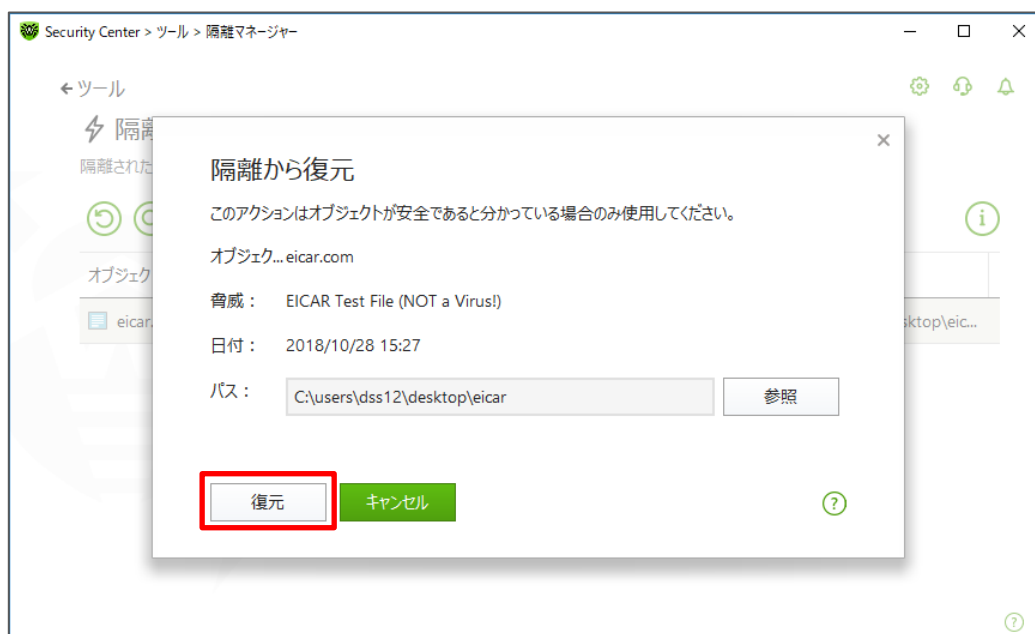 Security Center > ツール > 隔離マネージャー
ツール
隔離
隔離された
隔離から復元
このアクションはオブジェクトが安全であると分かっている場合のみ使用してください。
オブジェク... eicar.com
脅威： EICAR Test File (NOT a Virus!)
日付： 2018/10/28 15:27
パス： C:\users\dss12\desktop\eicar 参照
復元 キャンセル
オブジェク
eicar. sktop\eic...